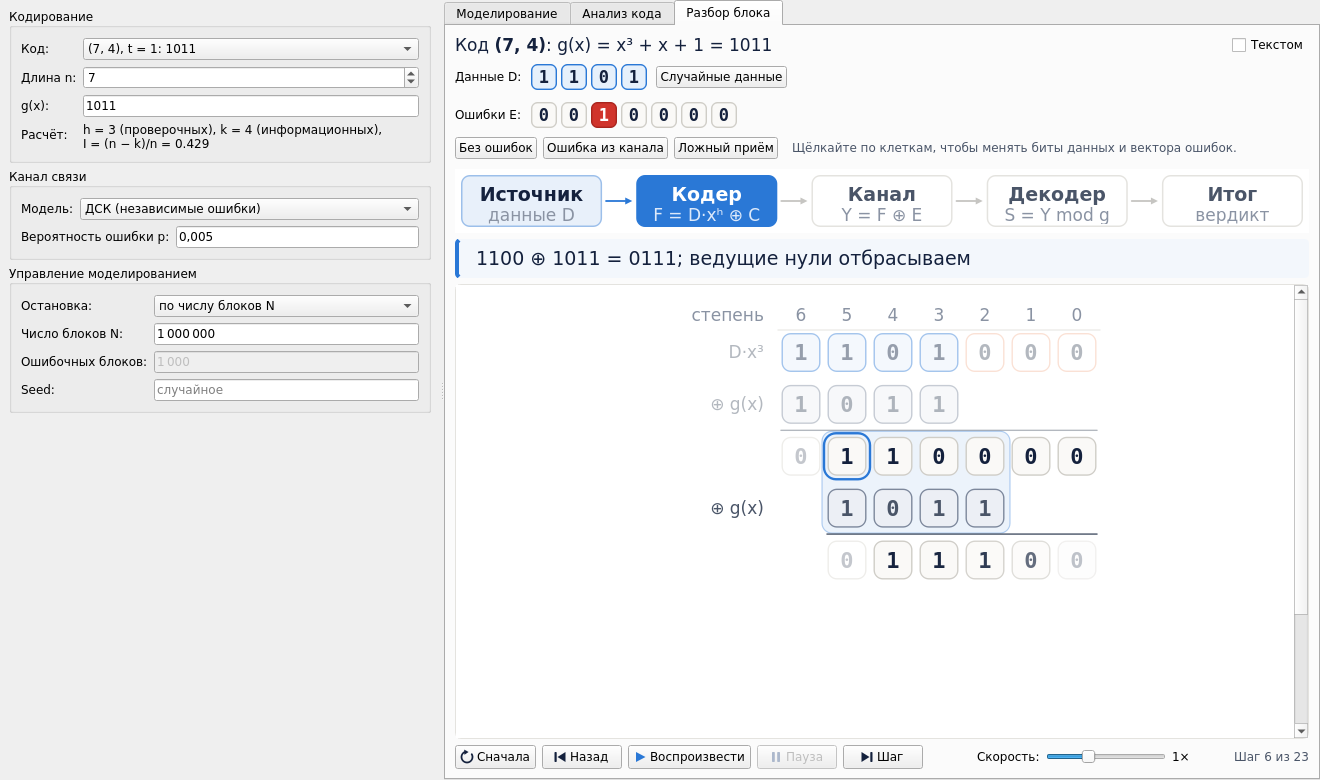 Кодирование
Код: (7, 4), t = 1: 1011
Длина n: 7
g(x): 1011
Расчёт: h = 3 (проверочных), k = 4 (информационных),
I = (n − k)/n = 0.429
Канал связи
Модель: ДСК (независимые ошибки)
Вероятность ошибки p: 0,005
Управление моделированием
Остановка: по числу блоков N
Число блоков N: 1 000 000
Ошибочных блоков: 1 000
Seed: случайное
Моделирование Анализ кода Разбор блока
Код (7, 4): g(x) = x³ + x + 1 = 1011 Текстом
Данные D: 1 1 0 1 Случайные данные
Ошибки E: 0 0 1 0 0 0 0
Без ошибок Ошибка из канала Ложный приём Щёлкайте по клеткам, чтобы менять биты данных и вектора ошибок.
Источник Кодер Канал Декодер Итог
данные D F = D·xʰ ⊕ C Y = F ⊕ E S = Y mod g вердикт
1100 ⊕ 1011 = 0111; ведущие нули отбрасываем
степень 6 5 4 3 2 1 0
D·x³ 1 1 0 1 0 0 0
⊕ g(x) 1 0 1 1
0 1 1 0 0 0 0
⊕ g(x) 1 0 1 1
0 1 1 1 0 0
Сначала Назад Воспроизвести Пауза Шаг Скорость: 1× Шаг 6 из 23